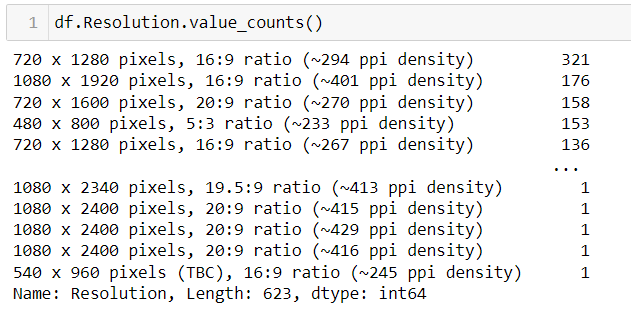 1 df.Resolution.value_counts()
720 x 1280 pixels, 16:9 ratio (~294 ppi density) 321
1080 x 1920 pixels, 16:9 ratio (~401 ppi density) 176
720 x 1600 pixels, 20:9 ratio (~270 ppi density) 158
480 x 800 pixels, 5:3 ratio (~233 ppi density) 153
720 x 1280 pixels, 16:9 ratio (~267 ppi density) 136
...
1080 x 2340 pixels, 19.5:9 ratio (~413 ppi density) 1
1080 x 2400 pixels, 20:9 ratio (~415 ppi density) 1
1080 x 2400 pixels, 20:9 ratio (~429 ppi density) 1
1080 x 2400 pixels, 20:9 ratio (~416 ppi density) 1
540 x 960 pixels (TBC), 16:9 ratio (~245 ppi density) 1
Name: Resolution, Length: 623, dtype: int64